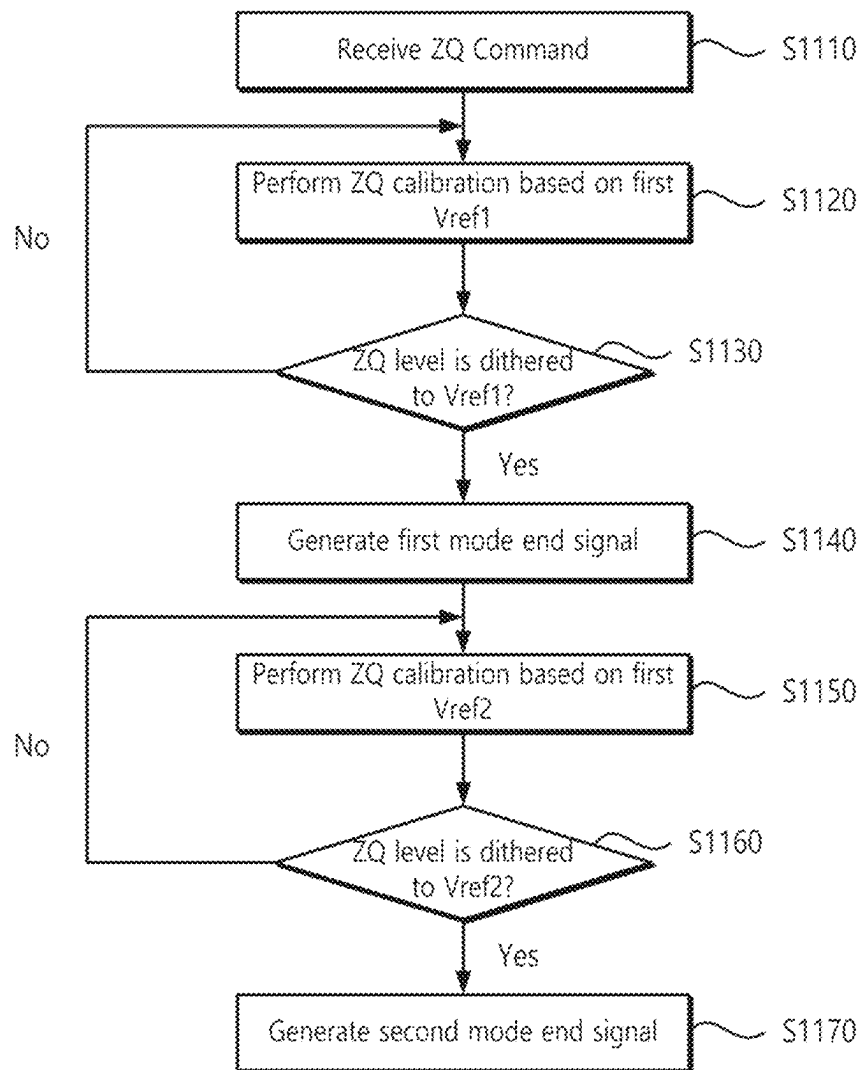 Receive ZQ Command
S1110
Perform ZQ calibration based on first
Vref1
S1120
No
ZQ level is dithered
to Vref1?
S1130
Yes
Generate first mode end signal
S1140
Perform ZQ calibration based on first
Vref2
S1150
No
ZQ level is dithered
to Vref2?
S1160
Yes
Generate second mode end signal
S1170